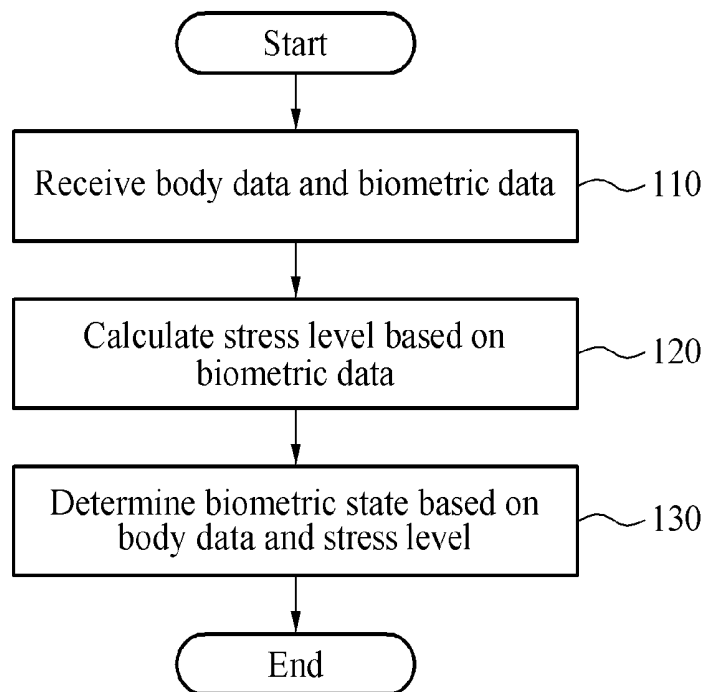 Start
Receive body data and biometric data
110
Calculate stress level based on
biometric data
120
Determine biometric state based on
body data and stress level
130
End